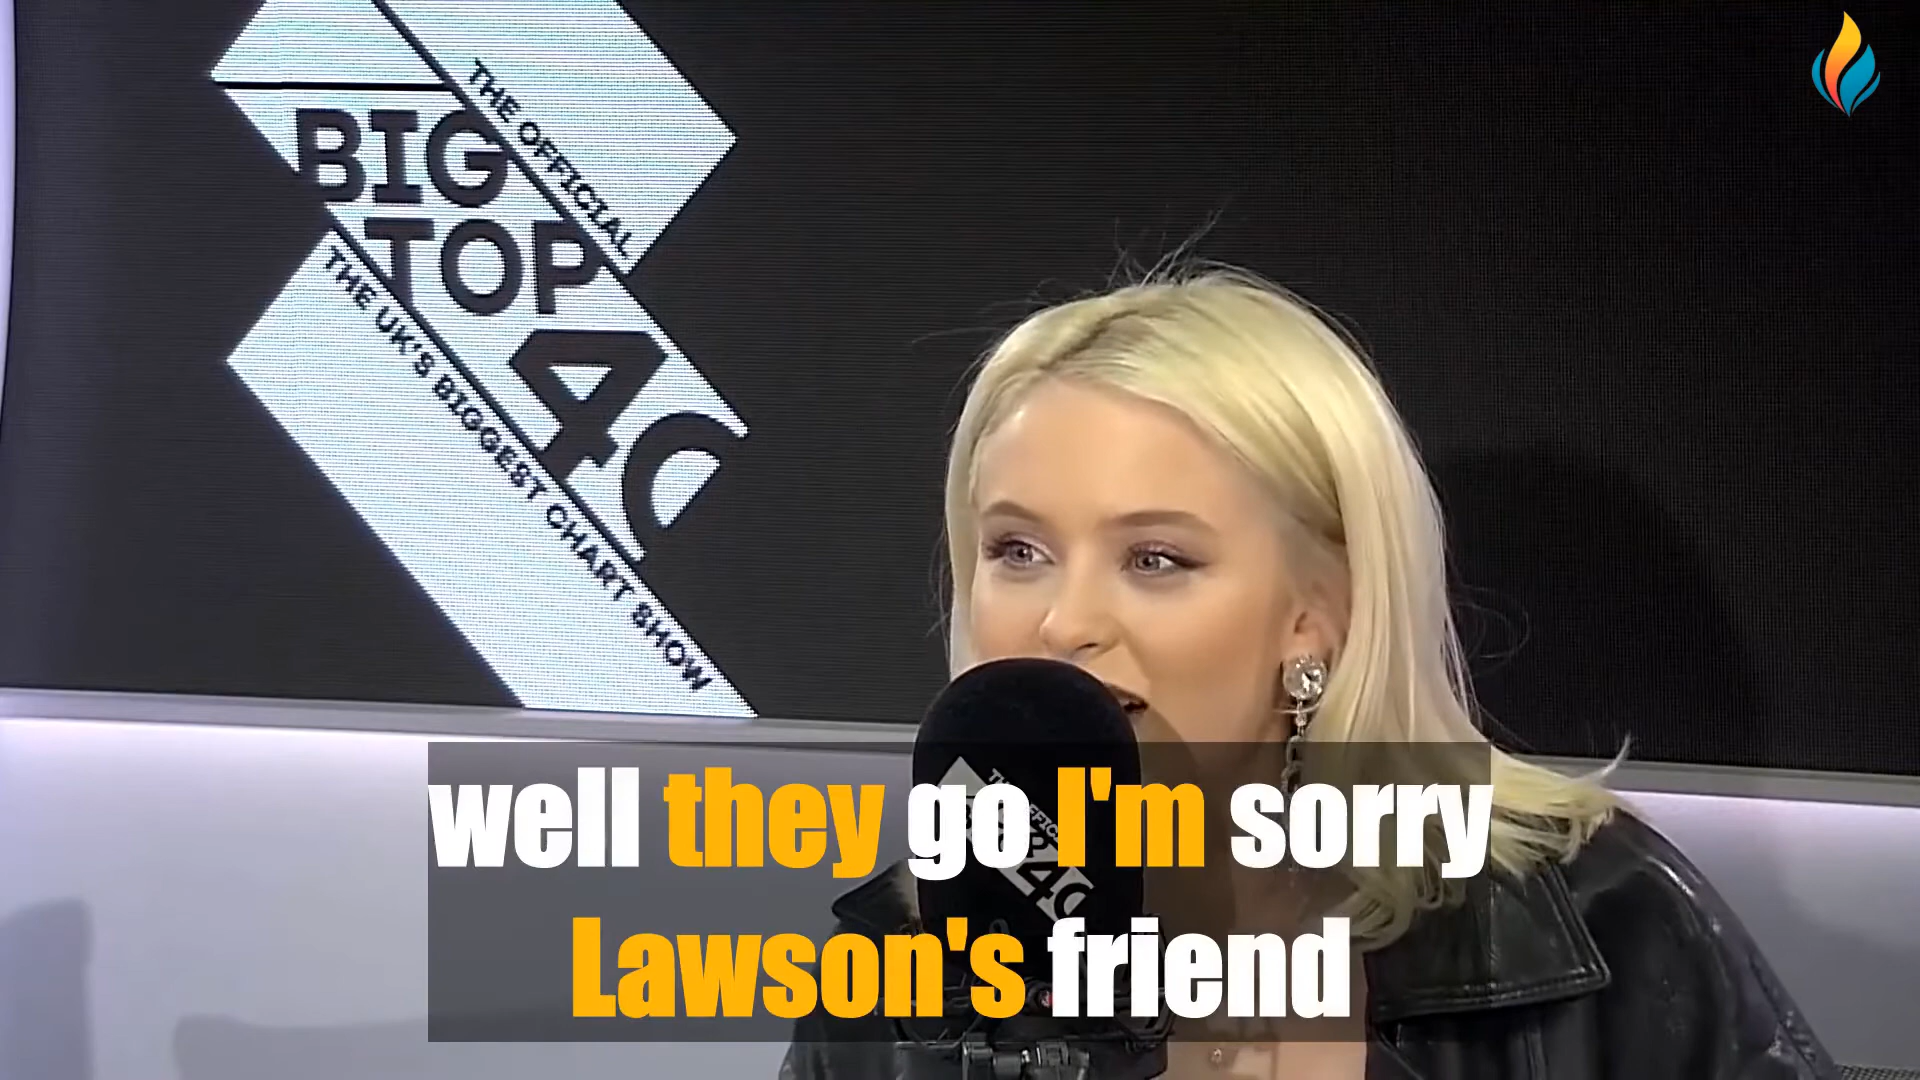 THE OFFICIAL
BIG
TOP
40
THE UK'S BIGGEST CHART SHOW
well they go I'm sorry
Lawson's friend